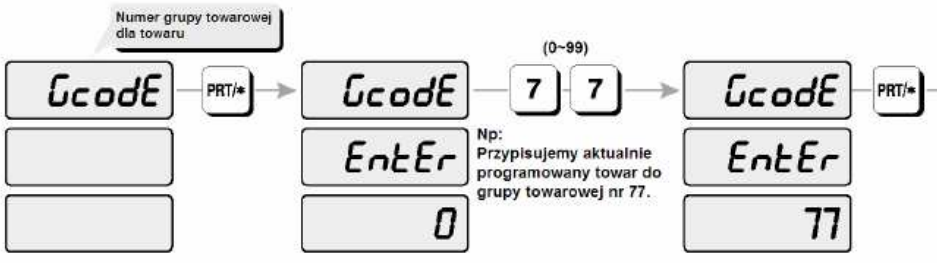 Numer grupy towarowej
dla towaru
GcodE
PRT/*
GcodE
EntEr
0
(0~99)
7 7
Np:
Przypisujemy aktualnie
programowany towar do
grupy towarowej nr 77.
GcodE
EntEr
77
PRT/*